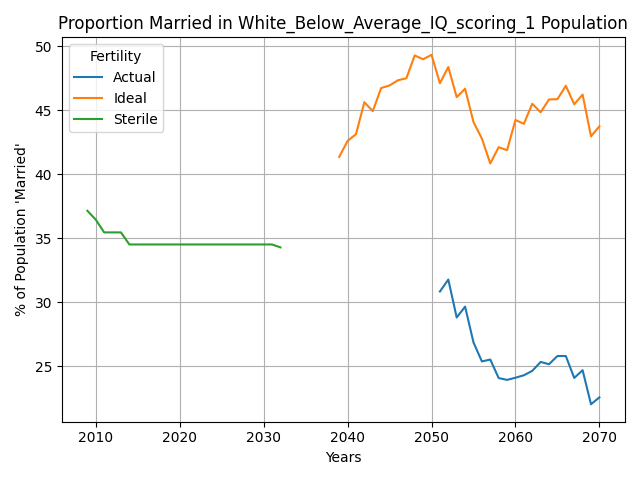 Proportion Married in White_Below_Average_IQ_scoring_1 Population
Fertility
Actual
Ideal
Sterile
% of Population 'Married'
50
45
40
35
30
25
2010 2020 2030 2040 2050 2060 2070
Years